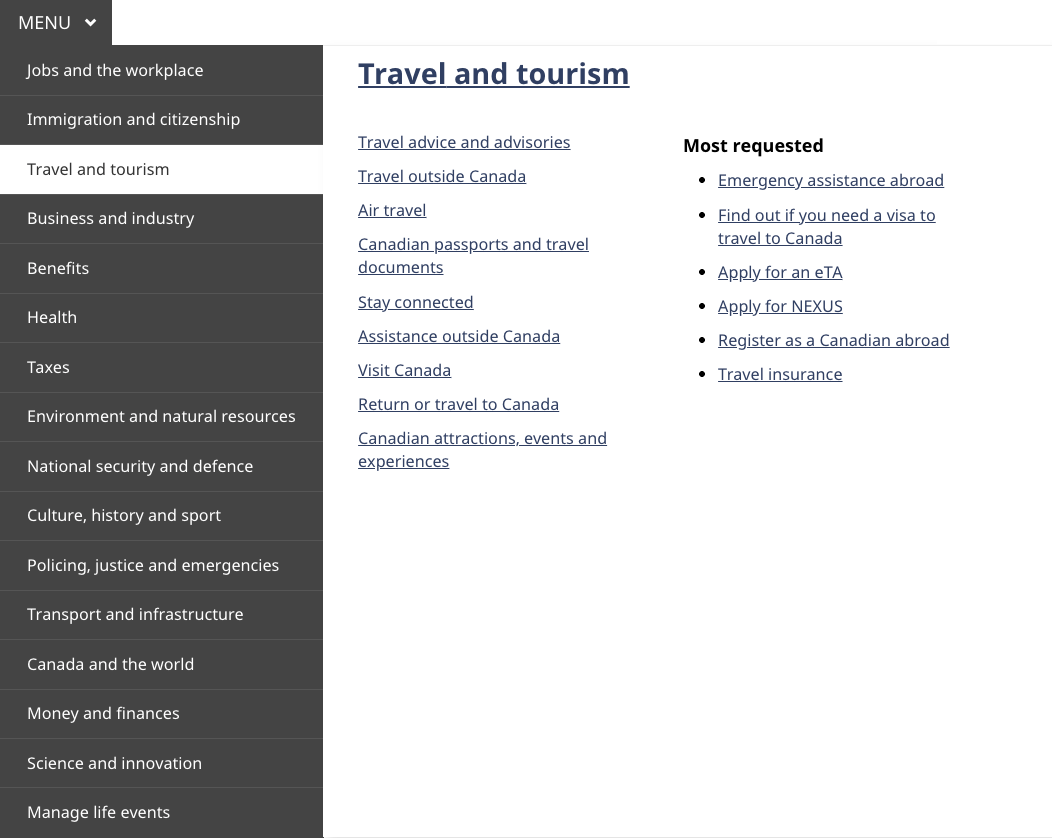 MENU
Jobs and the workplace
Immigration and citizenship
Travel and tourism
Business and industry
Benefits
Health
Taxes
Environment and natural resources
National security and defence
Culture, history and sport
Policing, justice and emergencies
Transport and infrastructure
Canada and the world
Money and finances
Science and innovation
Manage life events
Travel and tourism
Travel advice and advisories
Travel outside Canada
Air travel
Canadian passports and travel
documents
Stay connected
Assistance outside Canada
Visit Canada
Return or travel to Canada
Canadian attractions, events and
experiences
Most requested
Emergency assistance abroad
Find out if you need a visa to
travel to Canada
Apply for an eTA
Apply for NEXUS
Register as a Canadian abroad
Travel insurance